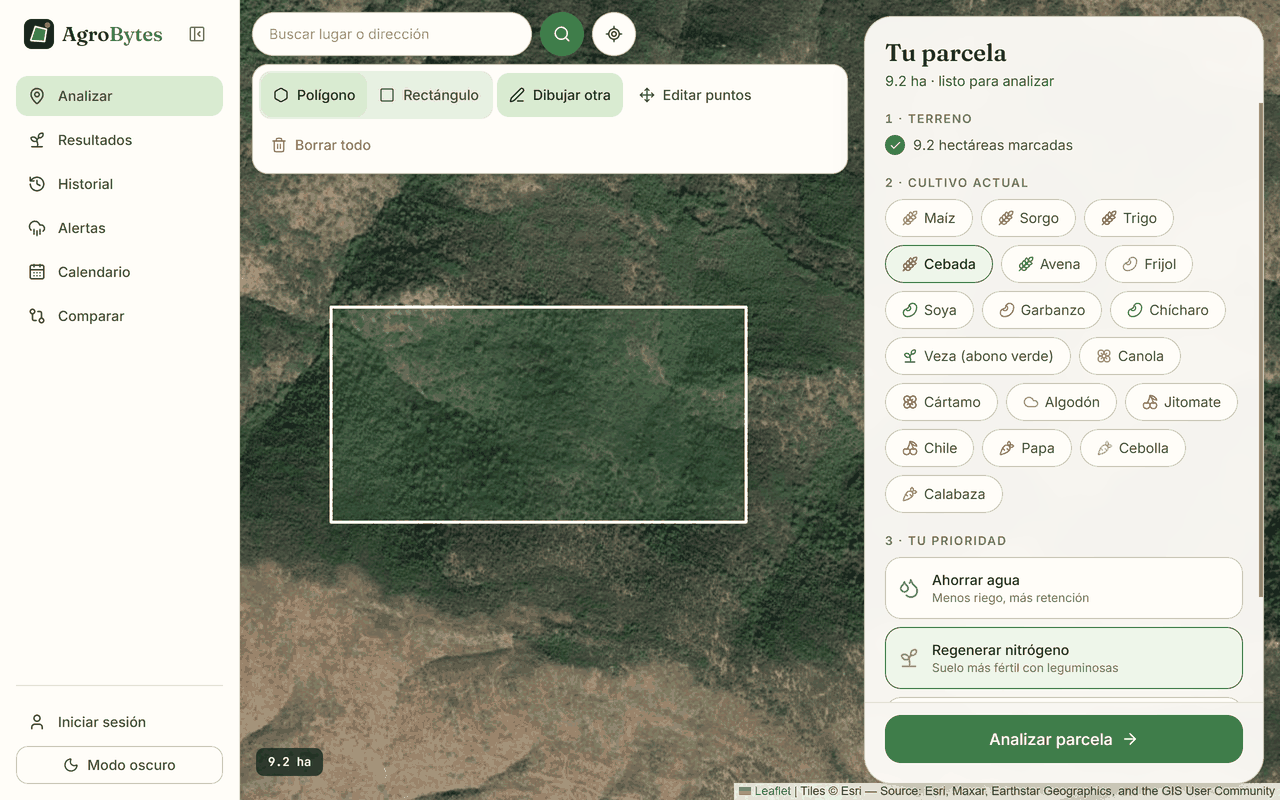 AgroBytes
Analizar
Resultados
Historial
Alertas
Calendario
Comparar
Iniciar sesión
Modo oscuro
Buscar lugar o dirección
Polígono
Rectángulo
Dibujar otra
Editar puntos
Borrar todo
9.2 ha
Tu parcela
9.2 ha · listo para analizar
1 · TERRENO
9.2 hectáreas marcadas
2 · CULTIVO ACTUAL
Maíz Sorgo Trigo
Cebada Avena Frijol
Soya Garbanzo Chícharo
Veza (abono verde) Canola
Cártamo Algodón Jitomate
Chile Papa Cebolla
Calabaza
3 · TU PRIORIDAD
Ahorrar agua
Menos riego, más retención
Regenerar nitrógeno
Suelo más fértil con leguminosas
Analizar parcela
Leaflet | Tiles © Esri — Source: Esri, Maxar, Earthstar Geographics, and the GIS User Community